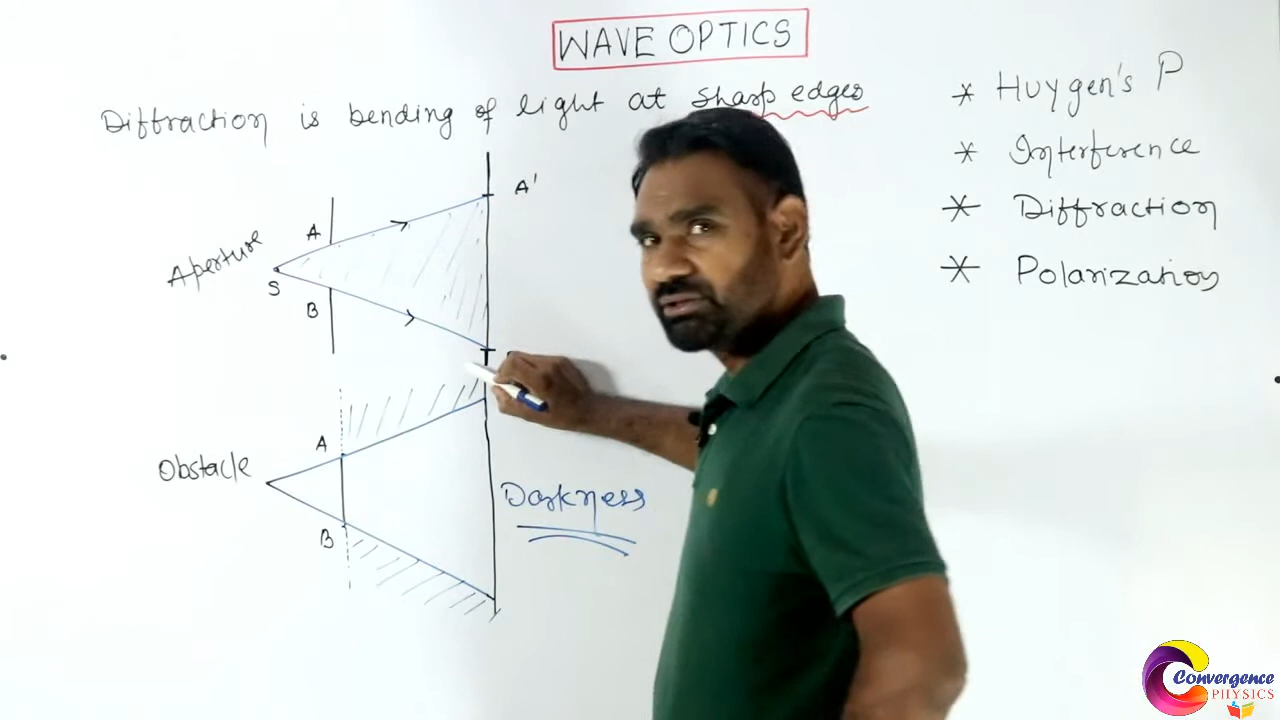 WAVE OPTICS
Diffraction is bending of light at sharp edges
* Huygen's P
* Interference
* Diffraction
* Polarization
A'
A
Aperture
S
B
A
Obstacle
B
Darkness
Convergence
PHYSICS